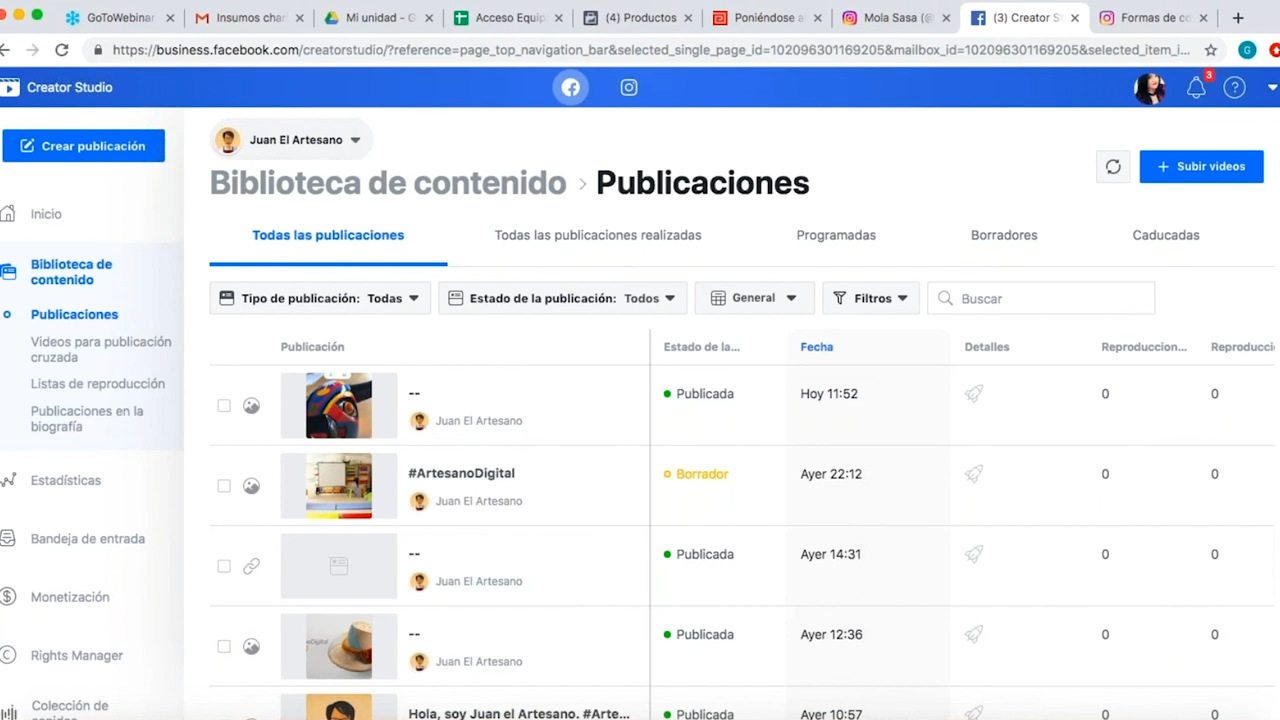 GoToWebinar
Insumos char
Mi unidad - G
Acceso Equip
(4) Productos
Poniéndose a
Mola Sasa (@
(3) Creator S
Formas de co
https://business.facebook.com/creatorstudio/?reference=page_top_navigation_bar&selected_single_page_id=102096301169205&mailbox_id=102096301169205&selected_item_i...
G
Creator Studio
3
Crear publicación
Juan El Artesano
Biblioteca de contenido > Publicaciones
+ Subir videos
Inicio
Todas las publicaciones
Todas las publicaciones realizadas
Programadas
Borradores
Caducadas
Biblioteca de
contenido
Tipo de publicación: Todas
Estado de la publicación: Todos
General
Filtros
Buscar
Publicaciones
Videos para publicación
cruzada
Listas de reproducción
Publicaciones en la
biografía
Estadísticas
Bandeja de entrada
Monetización
Rights Manager
Colección de
Publicación
Estado de la...
Fecha
Detalles
Reproduccion...
Reproducci
--
Juan El Artesano
Publicada
Hoy 11:52
0
0
#ArtesanoDigital
Juan El Artesano
Borrador
Ayer 22:12
0
0
--
Juan El Artesano
Publicada
Ayer 14:31
0
0
--
Juan El Artesano
Publicada
Ayer 12:36
0
0
Hola, soy Juan el Artesano. #Arte...
Publicada
Ayer 10:57
0
0